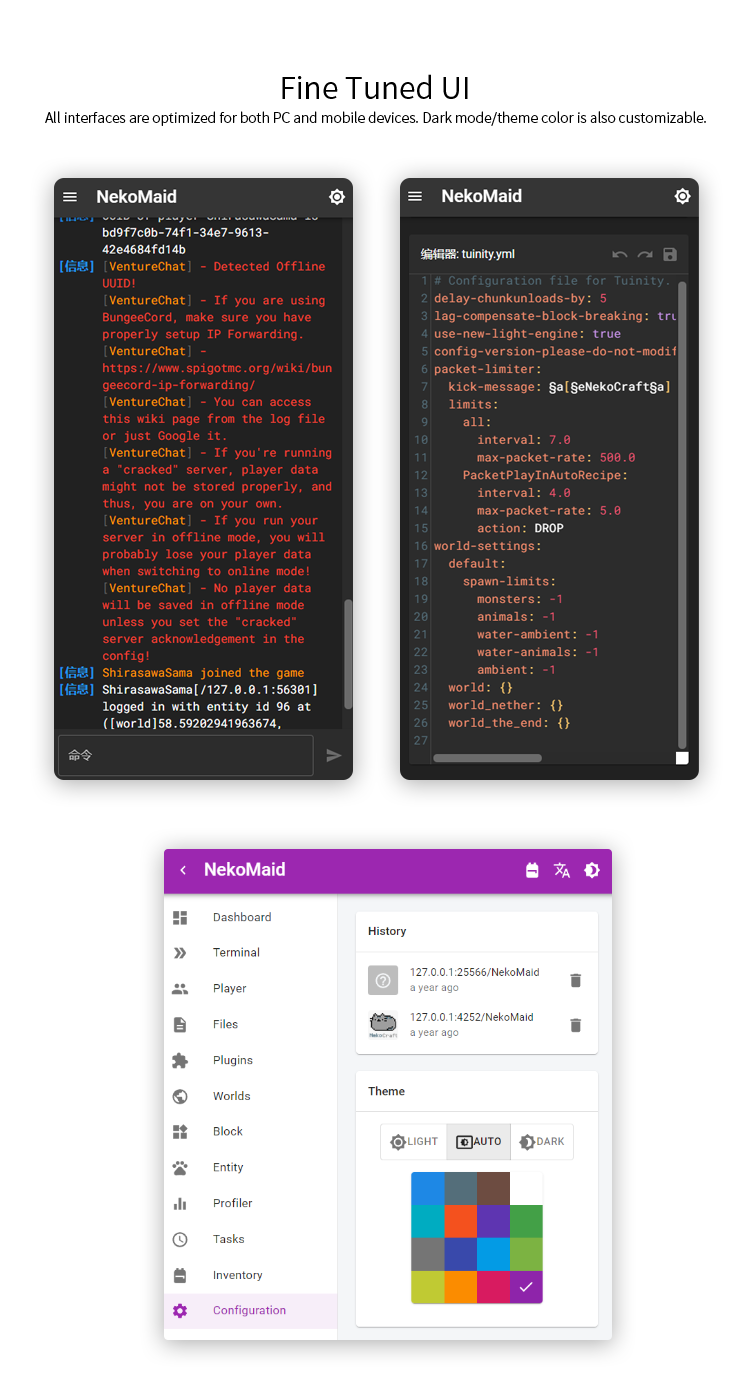 Fine Tuned UI
All interfaces are optimized for both PC and mobile devices. Dark mode/theme color is also customizable.
NekoMaid
[信息] UUID of player ShirasawaSama is
bd9f7c0b-74f1-34e7-9613-
42e4684fd14b
[信息] [VentureChat] - Detected Offline
UUID!
[VentureChat] - If you are using
BungeeCord, make sure you have
properly setup IP Forwarding.
[VentureChat] -
https://www.spigotmc.org/wiki/bun
geecord-ip-forwarding/
[VentureChat] - You can access
this wiki page from the log file
or just Google it.
[VentureChat] - If you're running
a "cracked" server, player data
might not be stored properly, and
thus, you are on your own.
[VentureChat] - If you run your
server in offline mode, you will
probably lose your player data
when switching to online mode!
[VentureChat] - No player data
will be saved in offline mode
unless you set the "cracked"
server acknowledgement in the
config!
[信息] ShirasawaSama joined the game
[信息] ShirasawaSama[/127.0.0.1:56301]
logged in with entity id 96 at
([world]58.59202941963674,
命令
NekoMaid
编辑器: tuinity.yml
1 # Configuration file for Tuinity.
2 delay-chunkunloads-by: 5
3 lag-compensate-block-breaking: tru
4 use-new-light-engine: true
5 config-version-please-do-not-modif
6 packet-limiter:
7 kick-message: §a[§eNekoCraft§a]
8 limits:
9 all:
10 interval: 7.0
11 max-packet-rate: 500.0
12 PacketPlayInAutoRecipe:
13 interval: 4.0
14 max-packet-rate: 5.0
15 action: DROP
16 world-settings:
17 default:
18 spawn-limits:
19 monsters: -1
20 animals: -1
21 water-ambient: -1
22 water-animals: -1
23 ambient: -1
24 world: {}
25 world_nether: {}
26 world_the_end: {}
27
NekoMaid
Dashboard
Terminal
Player
Files
Plugins
Worlds
Block
Entity
Profiler
Tasks
Inventory
Configuration
History
127.0.0.1:25566/NekoMaid
a year ago
127.0.0.1:4252/NekoMaid
a year ago
NekoCraft
Theme
LIGHT AUTO DARK